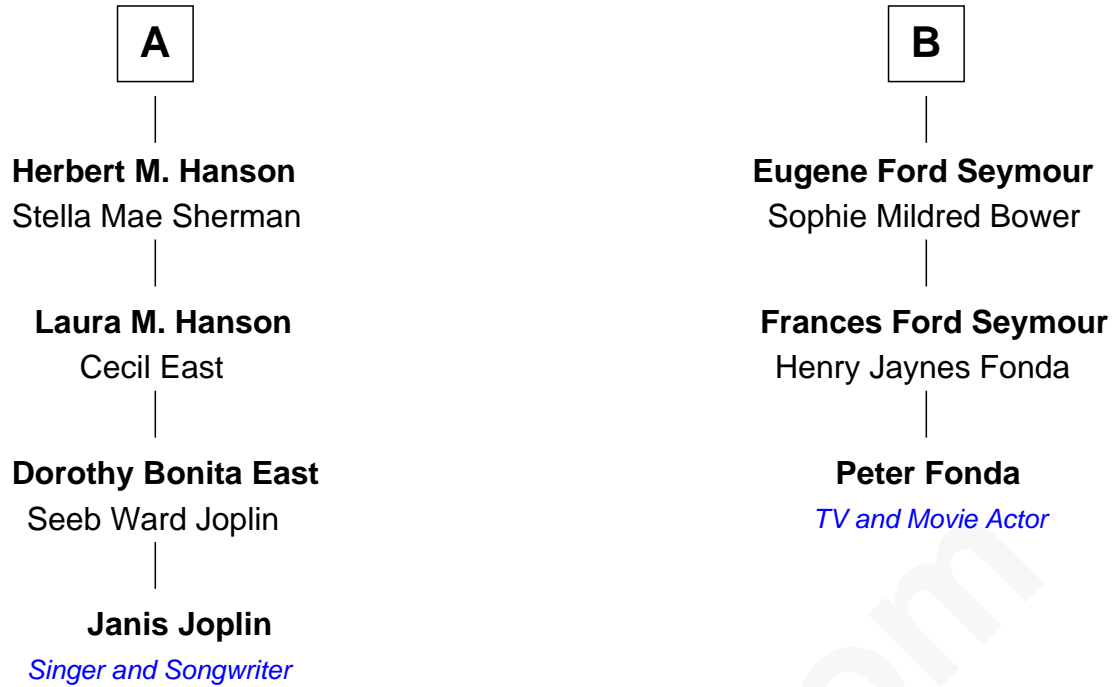 A
Herbert M. Hanson
Stella Mae Sherman
Laura M. Hanson
Cecil East
Dorothy Bonita East
Seeb Ward Joplin
Janis Joplin
Singer and Songwriter
B
Eugene Ford Seymour
Sophie Mildred Bower
Frances Ford Seymour
Henry Jaynes Fonda
Peter Fonda
TV and Movie Actor
om